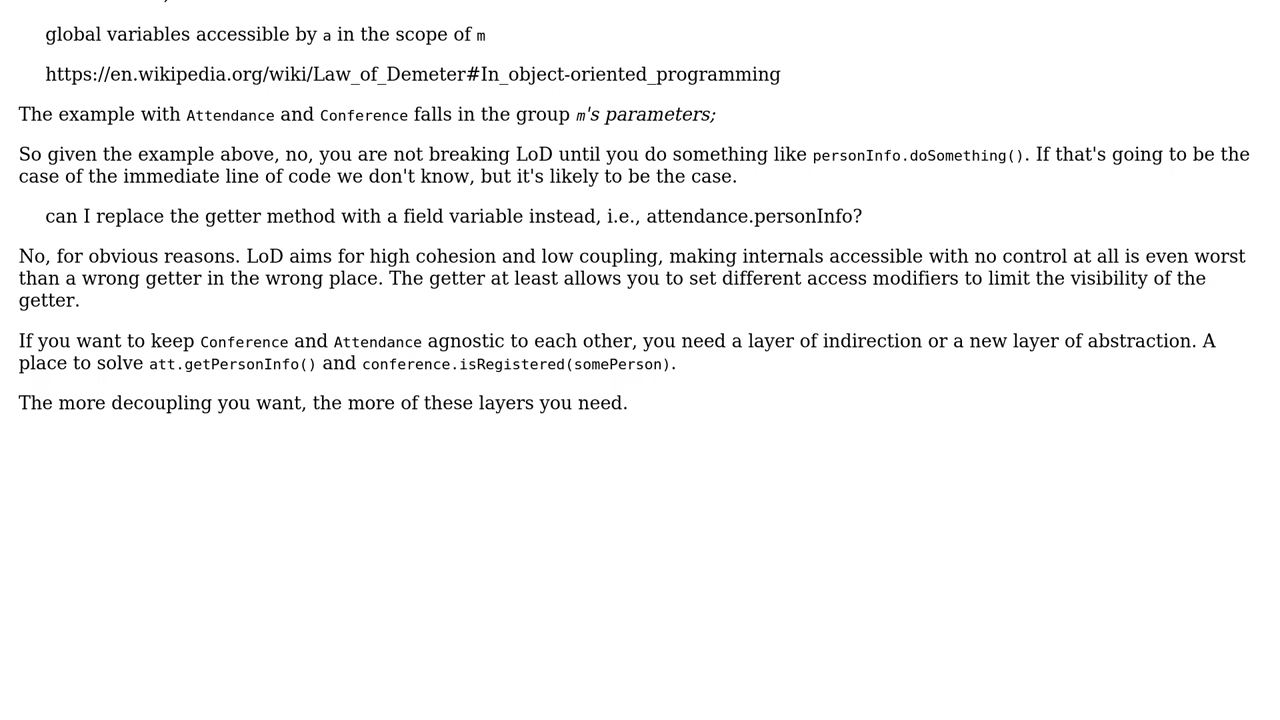 global variables accessible by a in the scope of m
https://en.wikipedia.org/wiki/Law_of_Demeter#In_object-oriented_programming
The example with Attendance and Conference falls in the group m's parameters;
So given the example above, no, you are not breaking LoD until you do something like personInfo.doSomething(). If that's going to be the
case of the immediate line of code we don't know, but it's likely to be the case.
can I replace the getter method with a field variable instead, i.e., attendance.personInfo?
No, for obvious reasons. LoD aims for high cohesion and low coupling, making internals accessible with no control at all is even worst
than a wrong getter in the wrong place. The getter at least allows you to set different access modifiers to limit the visibility of the
getter.
If you want to keep Conference and Attendance agnostic to each other, you need a layer of indirection or a new layer of abstraction. A
place to solve att.getPersonInfo() and conference.isRegistered(somePerson).
The more decoupling you want, the more of these layers you need.